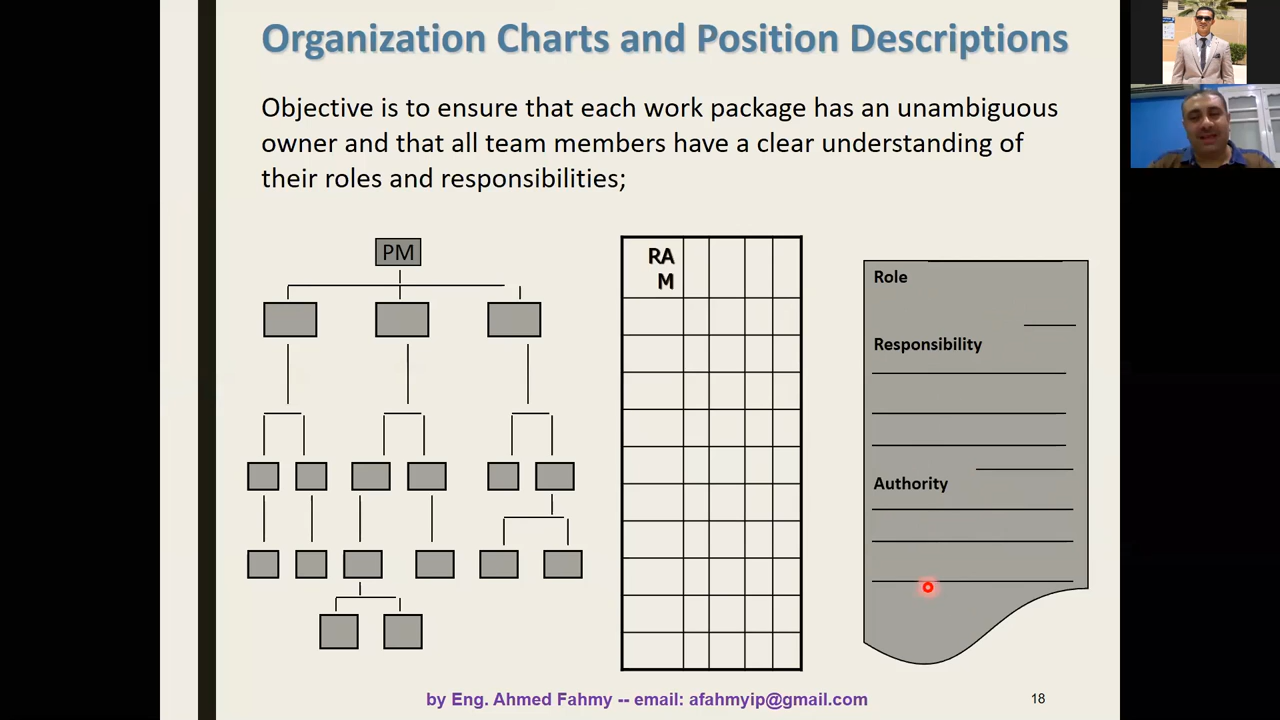 Organization Charts and Position Descriptions
Objective is to ensure that each work package has an unambiguous
owner and that all team members have a clear understanding of
their roles and responsibilities;
PM
RA
M
Role
Responsibility
Authority
by Eng. Ahmed Fahmy -- email: afahmyip@gmail.com
18